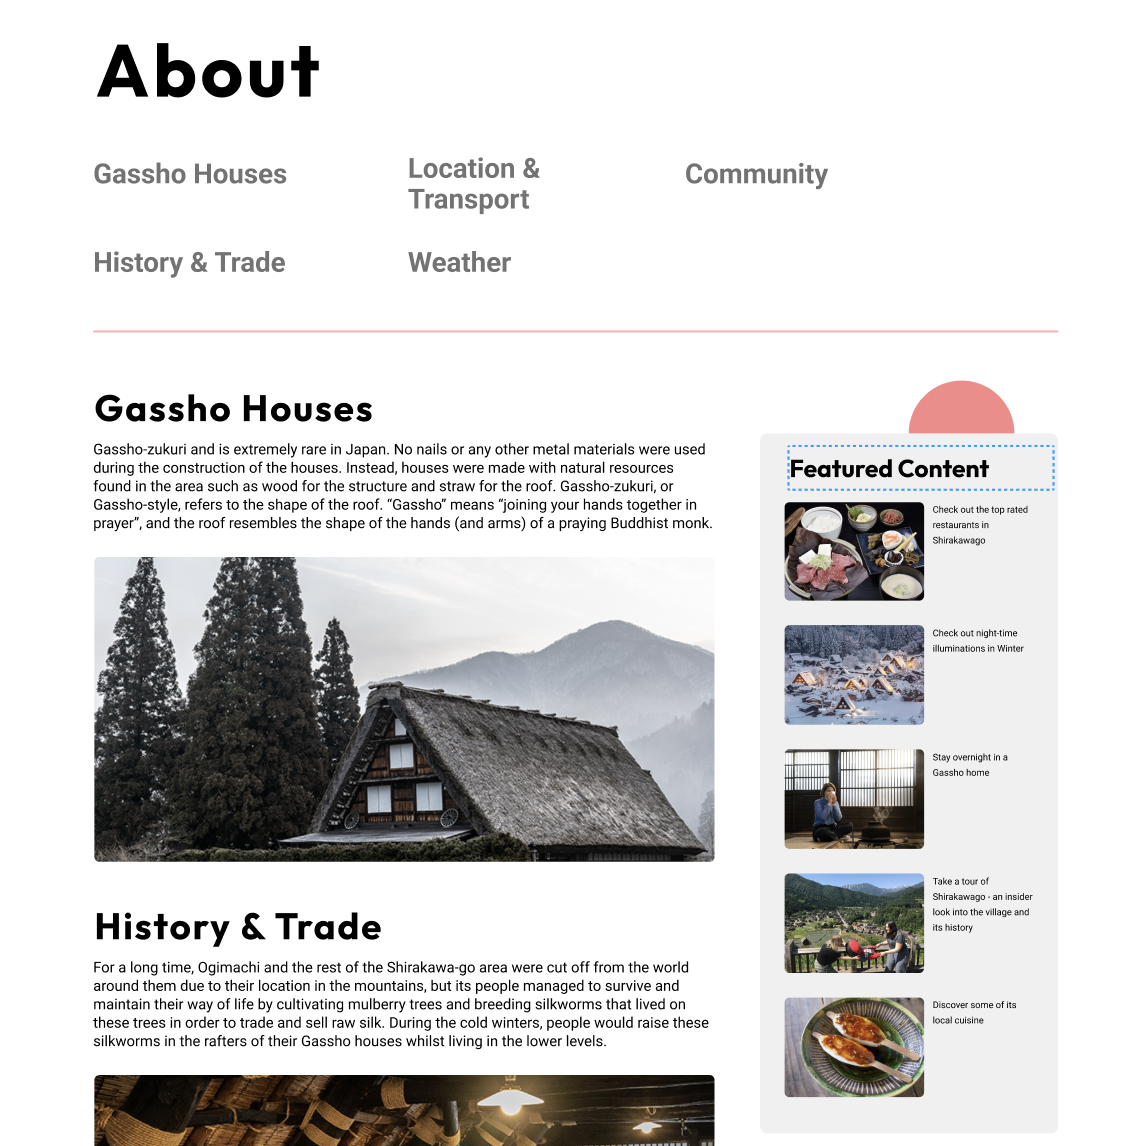 About
Gassho Houses
Location &
Transport
Community
History & Trade
Weather
Gassho Houses
Gassho-zukuri and is extremely rare in Japan. No nails or any other metal materials were used
during the construction of the houses. Instead, houses were made with natural resources
found in the area such as wood for the structure and straw for the roof. Gassho-zukuri, or
Gassho-style, refers to the shape of the roof. “Gassho” means “joining your hands together in
prayer”, and the roof resembles the shape of the hands (and arms) of a praying Buddhist monk.
History & Trade
For a long time, Ogimachi and the rest of the Shirakawa-go area were cut off from the world
around them due to their location in the mountains, but its people managed to survive and
maintain their way of life by cultivating mulberry trees and breeding silkworms that lived on
these trees in order to trade and sell raw silk. During the cold winters, people would raise these
silkworms in the rafters of their Gassho houses whilst living in the lower levels.
Featured Content
Check out the top rated
restaurants in
Shirakawago
Check out night-time
illuminations in Winter
Stay overnight in a
Gassho home
Take a tour of
Shirakawago - an insider
look into the village and
its history
Discover some of its
local cuisine